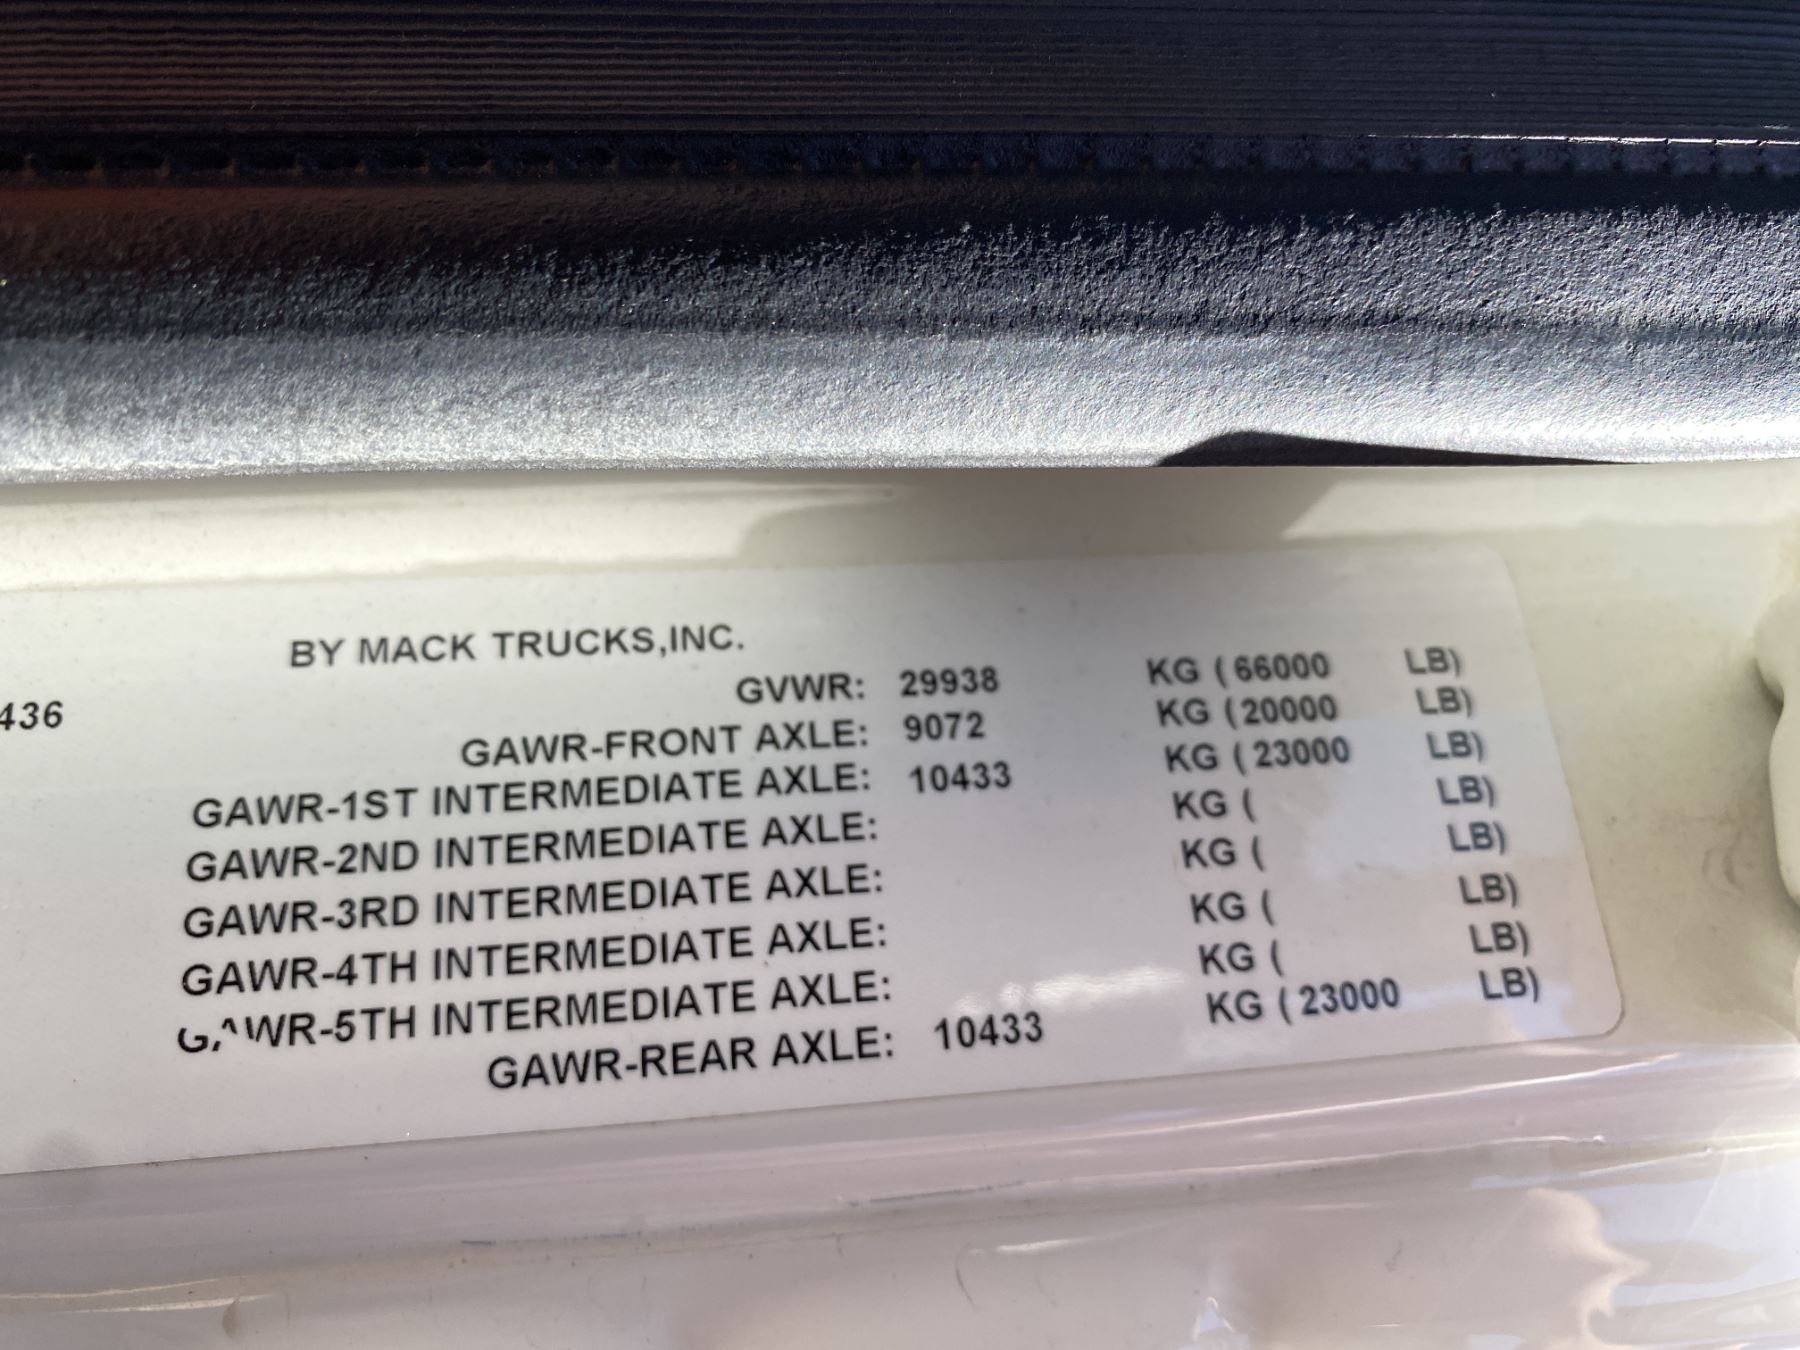 BY MACK TRUCKS,INC.
436
GVWR: 29938 KG (66000 LB)
GAWR-FRONT AXLE: 9072 KG (20000 LB)
GAWR-1ST INTERMEDIATE AXLE: 10433 KG (23000 LB)
GAWR-2ND INTERMEDIATE AXLE: KG ( LB)
GAWR-3RD INTERMEDIATE AXLE: KG ( LB)
GAWR-4TH INTERMEDIATE AXLE: KG ( LB)
GAWR-5TH INTERMEDIATE AXLE: KG ( LB)
GAWR-REAR AXLE: 10433 KG (23000 LB)